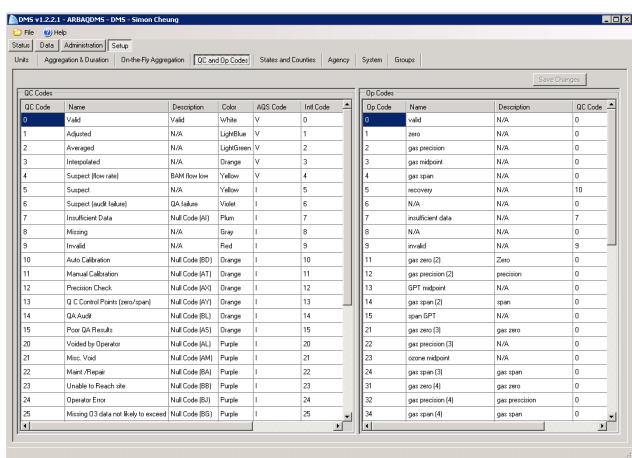 DMS v1.2.2.1 - ARBAQDMS - DMS - Simon Cheung
File Help
Status Data Administration Setup
Units Aggregation & Duration On-the-Fly Aggregation QC and Op Codes States and Counties Agency System Groups
Save Changes
QC Codes
QC Code Name Description Color AQS Code Intl Code
0 Valid Valid White V 0
1 Adjusted N/A LightBlue V 1
2 Averaged N/A LightGreen V 2
3 Interpolated N/A Orange V 3
4 Suspect (flow rate) BAM flow low Yellow V 4
5 Suspect N/A Yellow I 5
6 Suspect (audit failure) QA failure Violet I 6
7 Insufficient Data Null Code (AI) Plum I 7
8 Missing N/A Gray I 8
9 Invalid N/A Red I 9
10 Auto Calibration Null Code (BD) Orange I 10
11 Manual Calibration Null Code (AT) Orange I 11
12 Precision Check Null Code (AX) Orange I 12
13 Q C Control Points (zero/span) Null Code (AY) Orange I 13
14 QA Audit Null Code (BL) Orange I 14
15 Poor QA Results Null Code (AS) Orange I 15
20 Voided by Operator Null Code (AL) Purple I 20
21 Misc. Void Null Code (AM) Purple I 21
22 Maint./Repair Null Code (BA) Purple I 22
23 Unable to Reach site Null Code (BB) Purple I 23
24 Operator Error Null Code (BJ) Purple I 24
25 Missing O3 data not likely to exceed Null Code (BG) Purple I 25
Op Codes
Op Code Name Description QC Code
0 valid N/A 0
1 zero N/A 0
2 gas precision N/A 0
3 gas midpoint N/A 0
4 gas span N/A 0
5 recovery N/A 10
6 N/A N/A 0
7 insufficient data N/A 7
8 N/A N/A 0
9 invalid N/A 9
11 gas zero (2) Zero 0
12 gas precision (2) precision 0
13 GPT midpoint N/A 0
14 gas span (2) span 0
15 span GPT N/A 0
21 gas zero (3) gas zero 0
22 gas precision (3) N/A 0
23 ozone midpoint N/A 0
24 gas span (3) gas span 0
31 gas zero (4) gas zero 0
32 gas precision (4) gas prescision 0
34 gas span (4) gas span 0